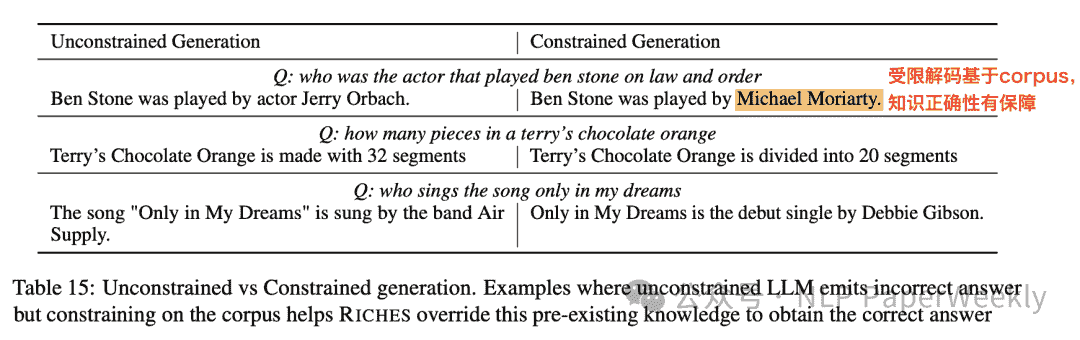 Unconstrained Generation | Constrained Generation
Q: who was the actor that played ben stone on law and order
Ben Stone was played by actor Jerry Orbach. | Ben Stone was played by Michael Moriarty.
受限解码基于corpus,
知识正确性有保障
Q: how many pieces in a terry's chocolate orange
Terry's Chocolate Orange is made with 32 segments | Terry's Chocolate Orange is divided into 20 segments
Q: who sings the song only in my dreams
The song "Only in My Dreams" is sung by the band Air Supply. | Only in My Dreams is the debut single by Debbie Gibson.
Table 15: Unconstrained vs Constrained generation. Examples where unconstrained LLM emits incorrect answer
but constraining on the corpus helps RICHES override this pre-existing knowledge to obtain the correct answer
公众号 · NLP PaperWeekly